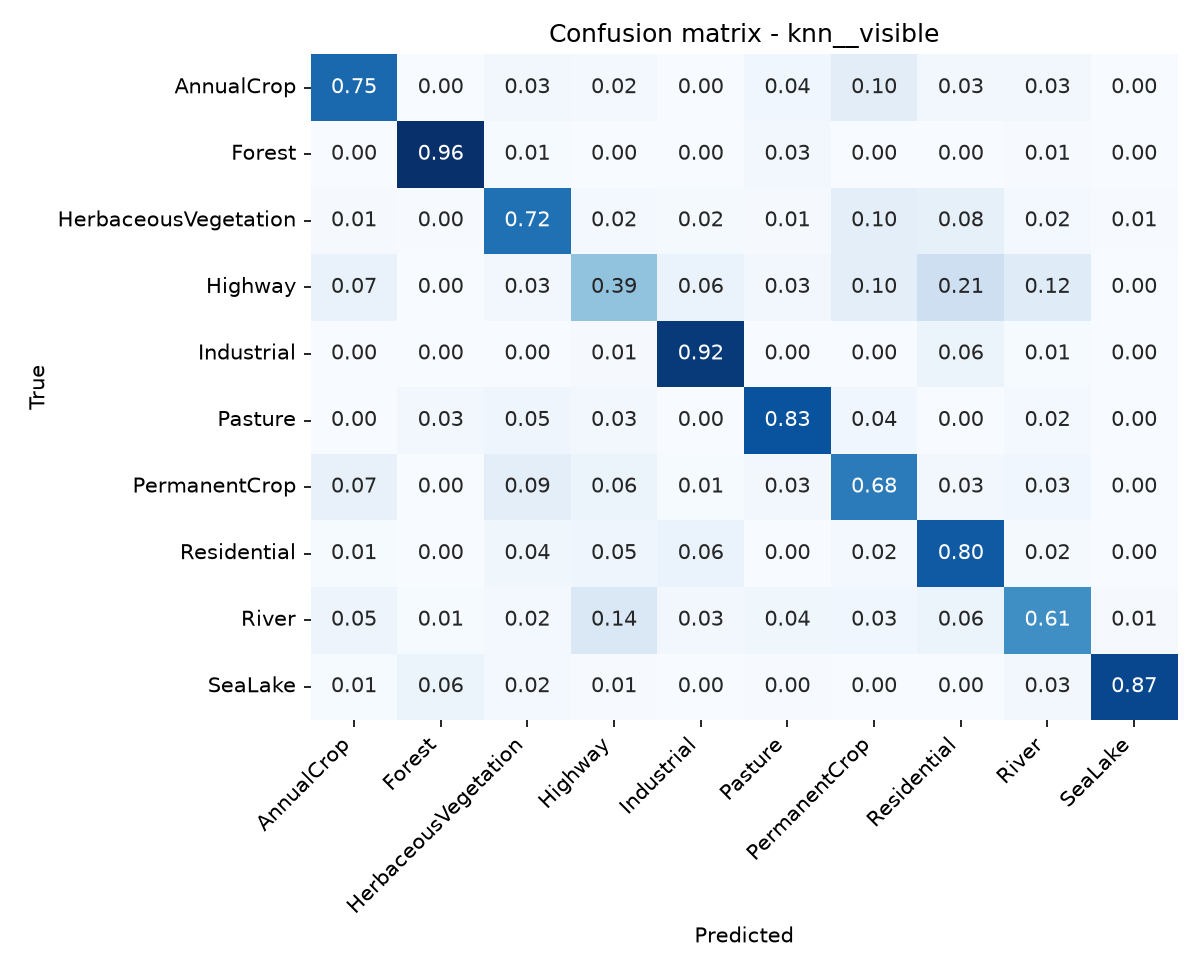 Confusion matrix - knn__visible
AnnualCrop 0.75 0.00 0.03 0.02 0.00 0.04 0.10 0.03 0.03 0.00
Forest 0.00 0.96 0.01 0.00 0.00 0.03 0.00 0.00 0.01 0.00
HerbaceousVegetation 0.01 0.00 0.72 0.02 0.02 0.01 0.10 0.08 0.02 0.01
Highway 0.07 0.00 0.03 0.39 0.06 0.03 0.10 0.21 0.12 0.00
Industrial 0.00 0.00 0.00 0.01 0.92 0.00 0.00 0.06 0.01 0.00
Pasture 0.00 0.03 0.05 0.03 0.00 0.83 0.04 0.00 0.02 0.00
PermanentCrop 0.07 0.00 0.09 0.06 0.01 0.03 0.68 0.03 0.03 0.00
Residential 0.01 0.00 0.04 0.05 0.06 0.00 0.02 0.80 0.02 0.00
River 0.05 0.01 0.02 0.14 0.03 0.04 0.03 0.06 0.61 0.01
SeaLake 0.01 0.06 0.02 0.01 0.00 0.00 0.00 0.00 0.03 0.87
True
AnnualCrop Forest HerbaceousVegetation Highway Industrial Pasture PermanentCrop Residential River SeaLake
Predicted